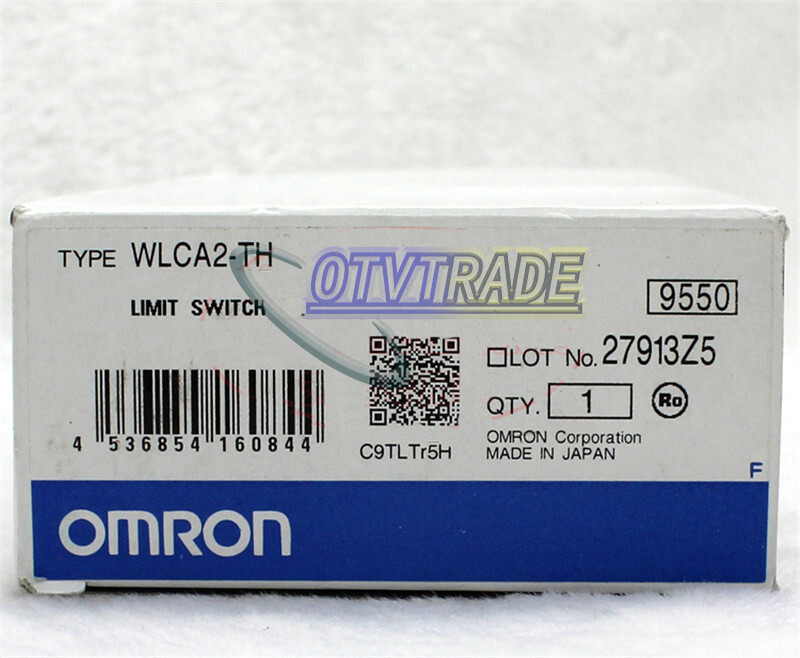 TYPE WLCA2-TH
OTVTRADE
LIMIT SWITCH
9550
□LOT No. 27913Z5
QTY. 1 Ro
4 536854 160844
C9TLTr5H
OMRON Corporation
MADE IN JAPAN
F
OMRON